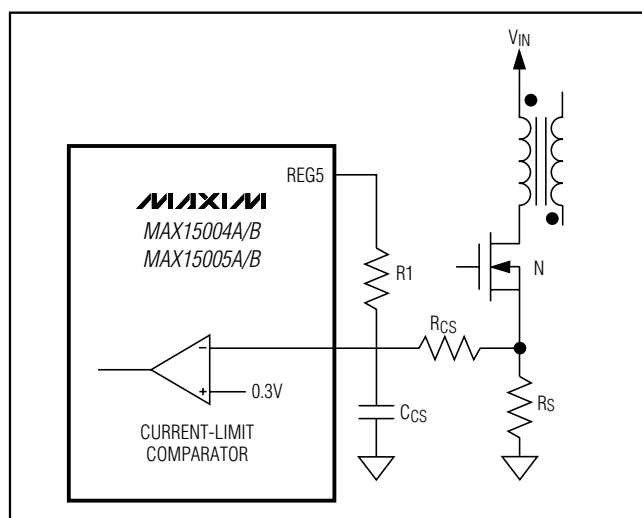 VIN
REG5
MAXIM
MAX15004A/B
MAX15005A/B
R1
N
RCS
−
+
0.3V
CCS
RS
CURRENT-LIMIT
COMPARATOR